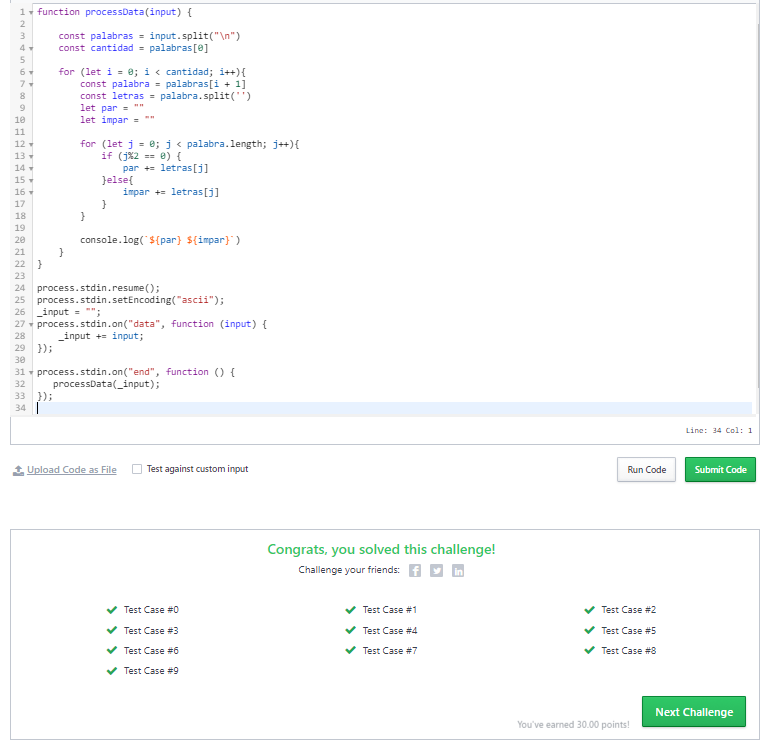 1 function processData(input) {
2
3 const palabras = input.split("\n")
4 const cantidad = palabras[0]
5
6 for (let i = 0; i < cantidad; i++){
7 const palabra = palabras[i + 1]
8 const letras = palabra.split('')
9 let par = ""
10 let impar = ""
11
12 for (let j = 0; j < palabra.length; j++){
13 if (j%2 == 0) {
14 par += letras[j]
15 }else{
16 impar += letras[j]
17 }
18 }
19
20 console.log(`${par} ${impar}`)
21 }
22 }
23
24 process.stdin.resume();
25 process.stdin.setEncoding("ascii");
26 _input = "";
27 process.stdin.on("data", function (input) {
28 _input += input;
29 });
30
31 process.stdin.on("end", function () {
32 processData(_input);
33 });
34
Line: 34 Col: 1
Upload Code as File Test against custom input Run Code Submit Code
Congrats, you solved this challenge!
Challenge your friends:
Test Case #0 Test Case #1 Test Case #2
Test Case #3 Test Case #4 Test Case #5
Test Case #6 Test Case #7 Test Case #8
Test Case #9
You've earned 30.00 points! Next Challenge